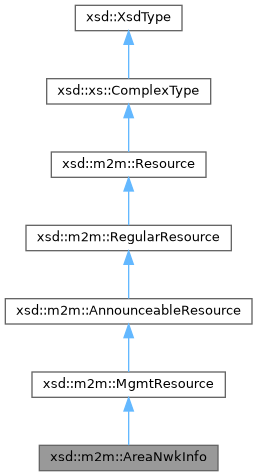 xsd::XsdType
xsd::xs::ComplexType
xsd::m2m::Resource
xsd::m2m::RegularResource
xsd::m2m::AnnounceableResource
xsd::m2m::MgmtResource
xsd::m2m::AreaNwkInfo